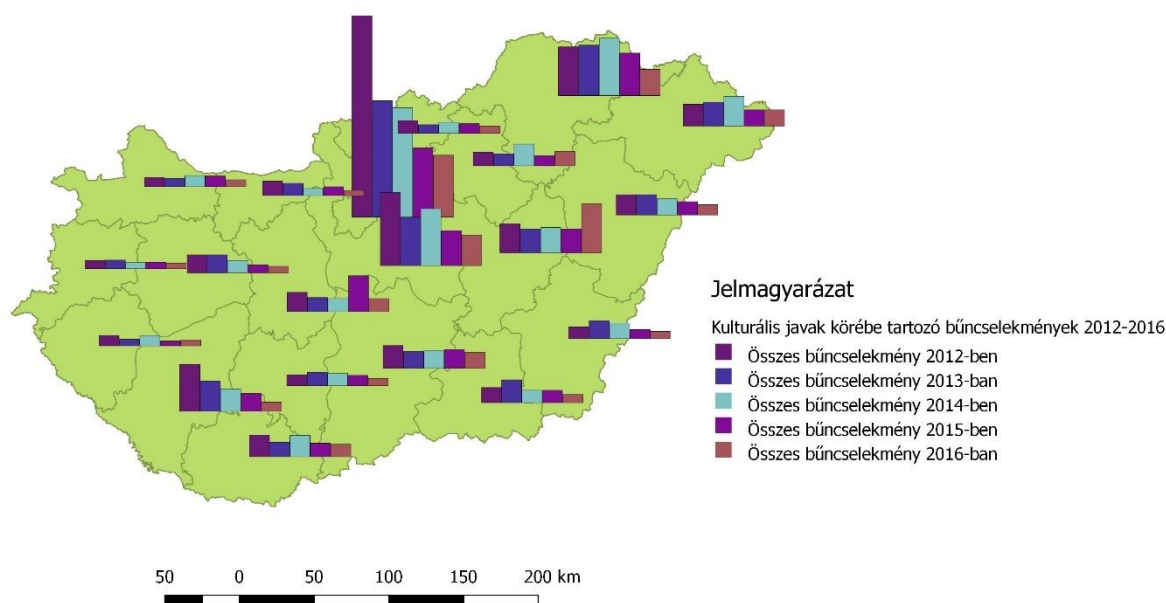 Jelmagyarázat
Kulturális javak körébe tartozó bűncselekmények 2012-2016
Összes bűncselekmény 2012-ben
Összes bűncselekmény 2013-ban
Összes bűncselekmény 2014-ben
Összes bűncselekmény 2015-ben
Összes bűncselekmény 2016-ban
50 0 50 100 150 200 km